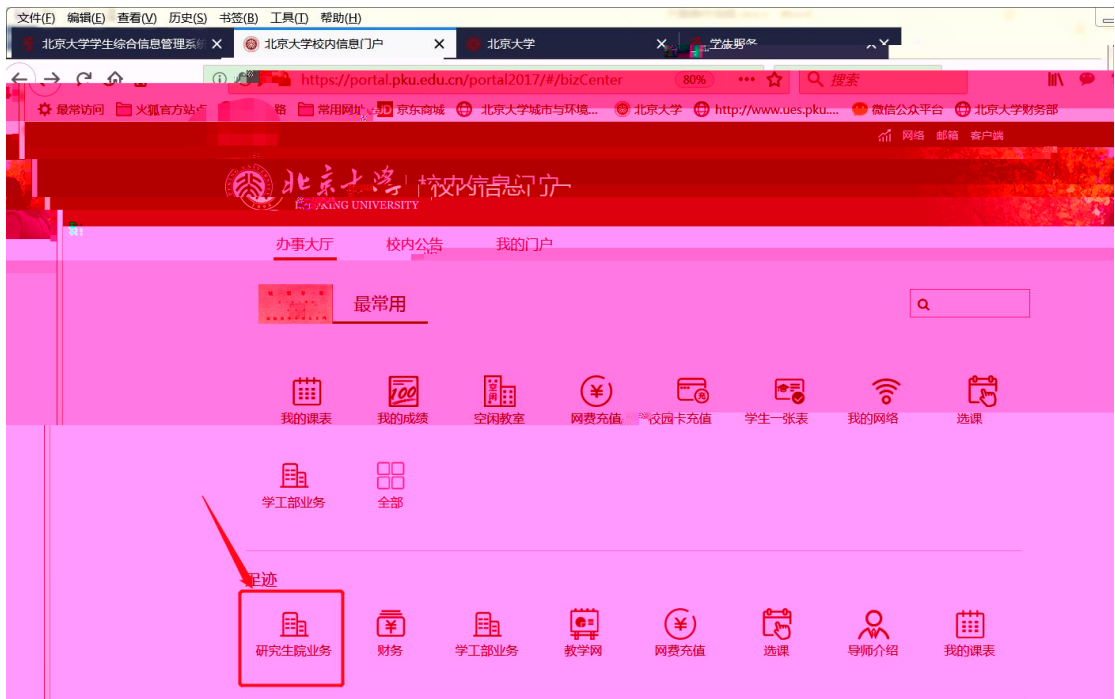 文件(F) 编辑(E) 查看(V) 历史(S) 书签(B) 工具(T) 帮助(H)
北京大学学生综合信息管理系统 北京大学校内信息门户 北京大学
https://portal.pku.edu.cn/portal2017/#/bizCenter 80% 搜索
最常访问 火狐官方站点 常用网址 JD 京东商城 北京大学城市与环境... 北京大学 http://www.ues.pku.... 微信公众平台 北京大学财务部
网络 邮箱 客户端
北京大学 校内信息门户
UNIVERSITY
办事大厅 校内公告 我的门户
最常用
我的课表 我的成绩 空闲教室 网费充值 校园卡充值 学生一张表 我的网络 选课
学工部业务 全部
足迹
研究生院业务 财务 学工部业务 教学网 网费充值 选课 导师介绍 我的课表